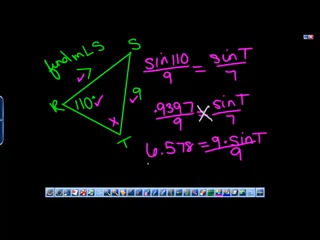 find m∠S
S
7
R
110°
9
x
T
sin110/9 = sinT/7
.9397/9 = sinT/7
6.578 = 9·sinT/9